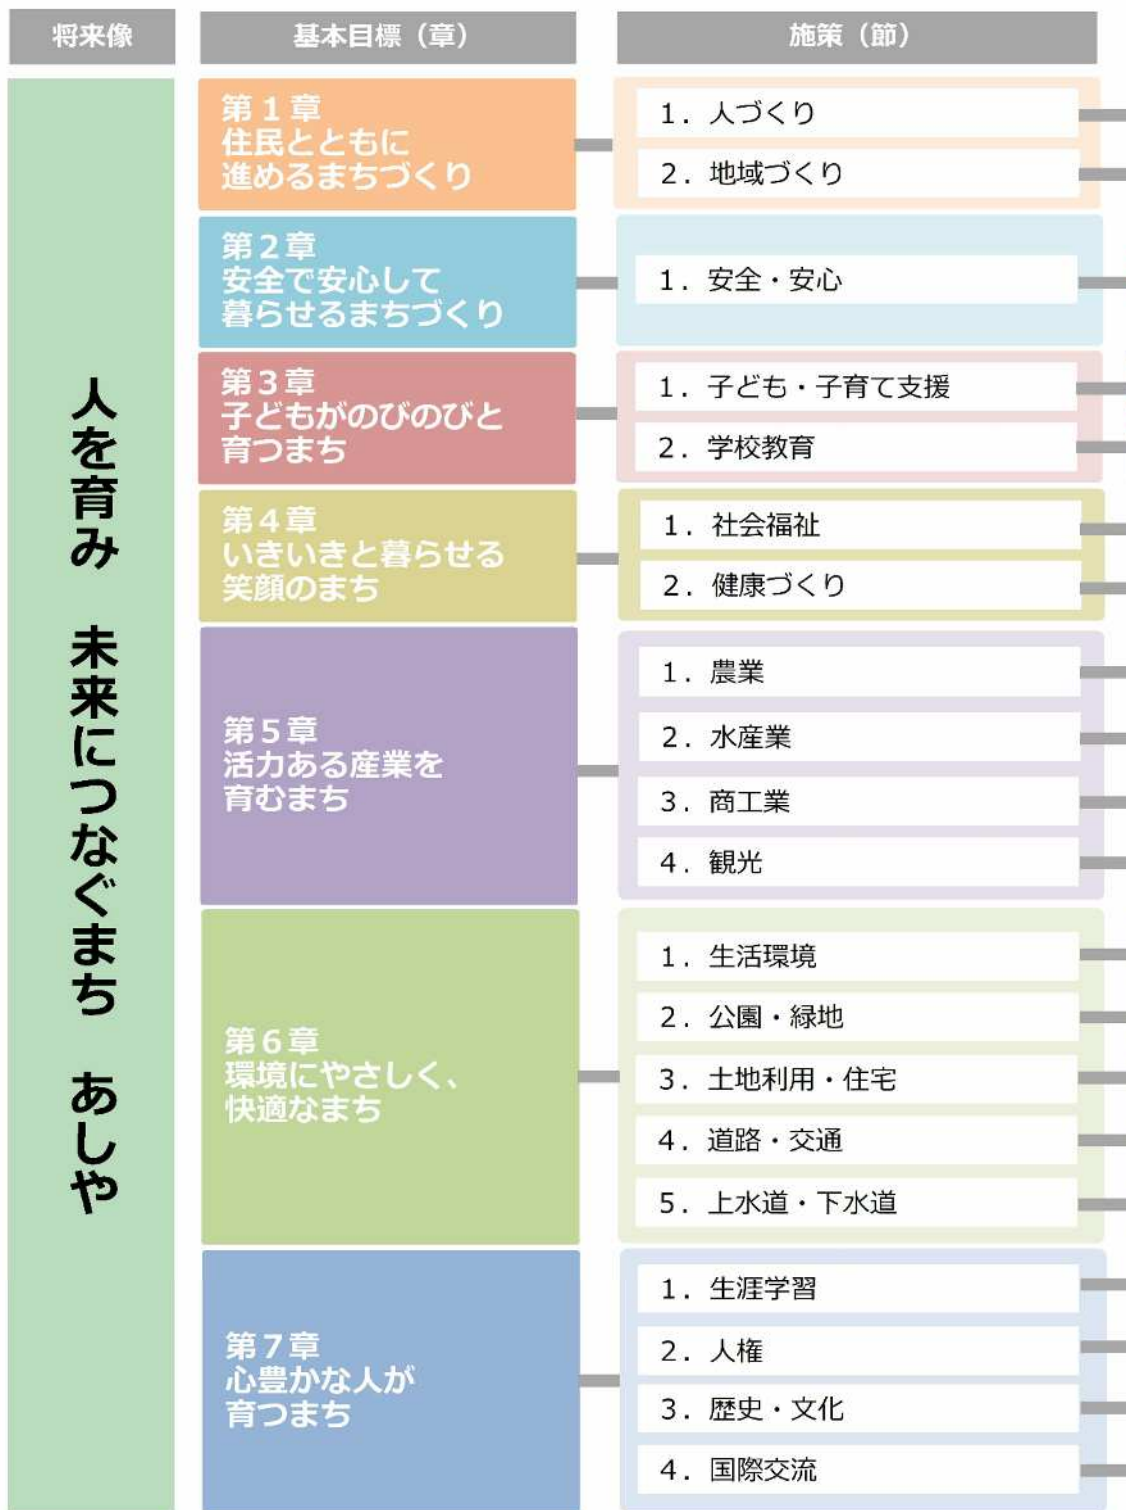 将来像
基本目標（章）
施策（節）
人を育み　未来につなぐまち　あしや
第１章
住民とともに
進めるまちづくり
1．人づくり
2．地域づくり
第２章
安全で安心して
暮らせるまちづくり
1．安全・安心
第３章
子どもがのびのびと
育つまち
1．子ども・子育て支援
2．学校教育
第４章
いきいきと暮らせる
笑顔のまち
1．社会福祉
2．健康づくり
第５章
活力ある産業を
育むまち
1．農業
2．水産業
3．商工業
4．観光
第６章
環境にやさしく、
快適なまち
1．生活環境
2．公園・緑地
3．土地利用・住宅
4．道路・交通
5．上水道・下水道
第７章
心豊かな人が
育つまち
1．生涯学習
2．人権
3．歴史・文化
4．国際交流